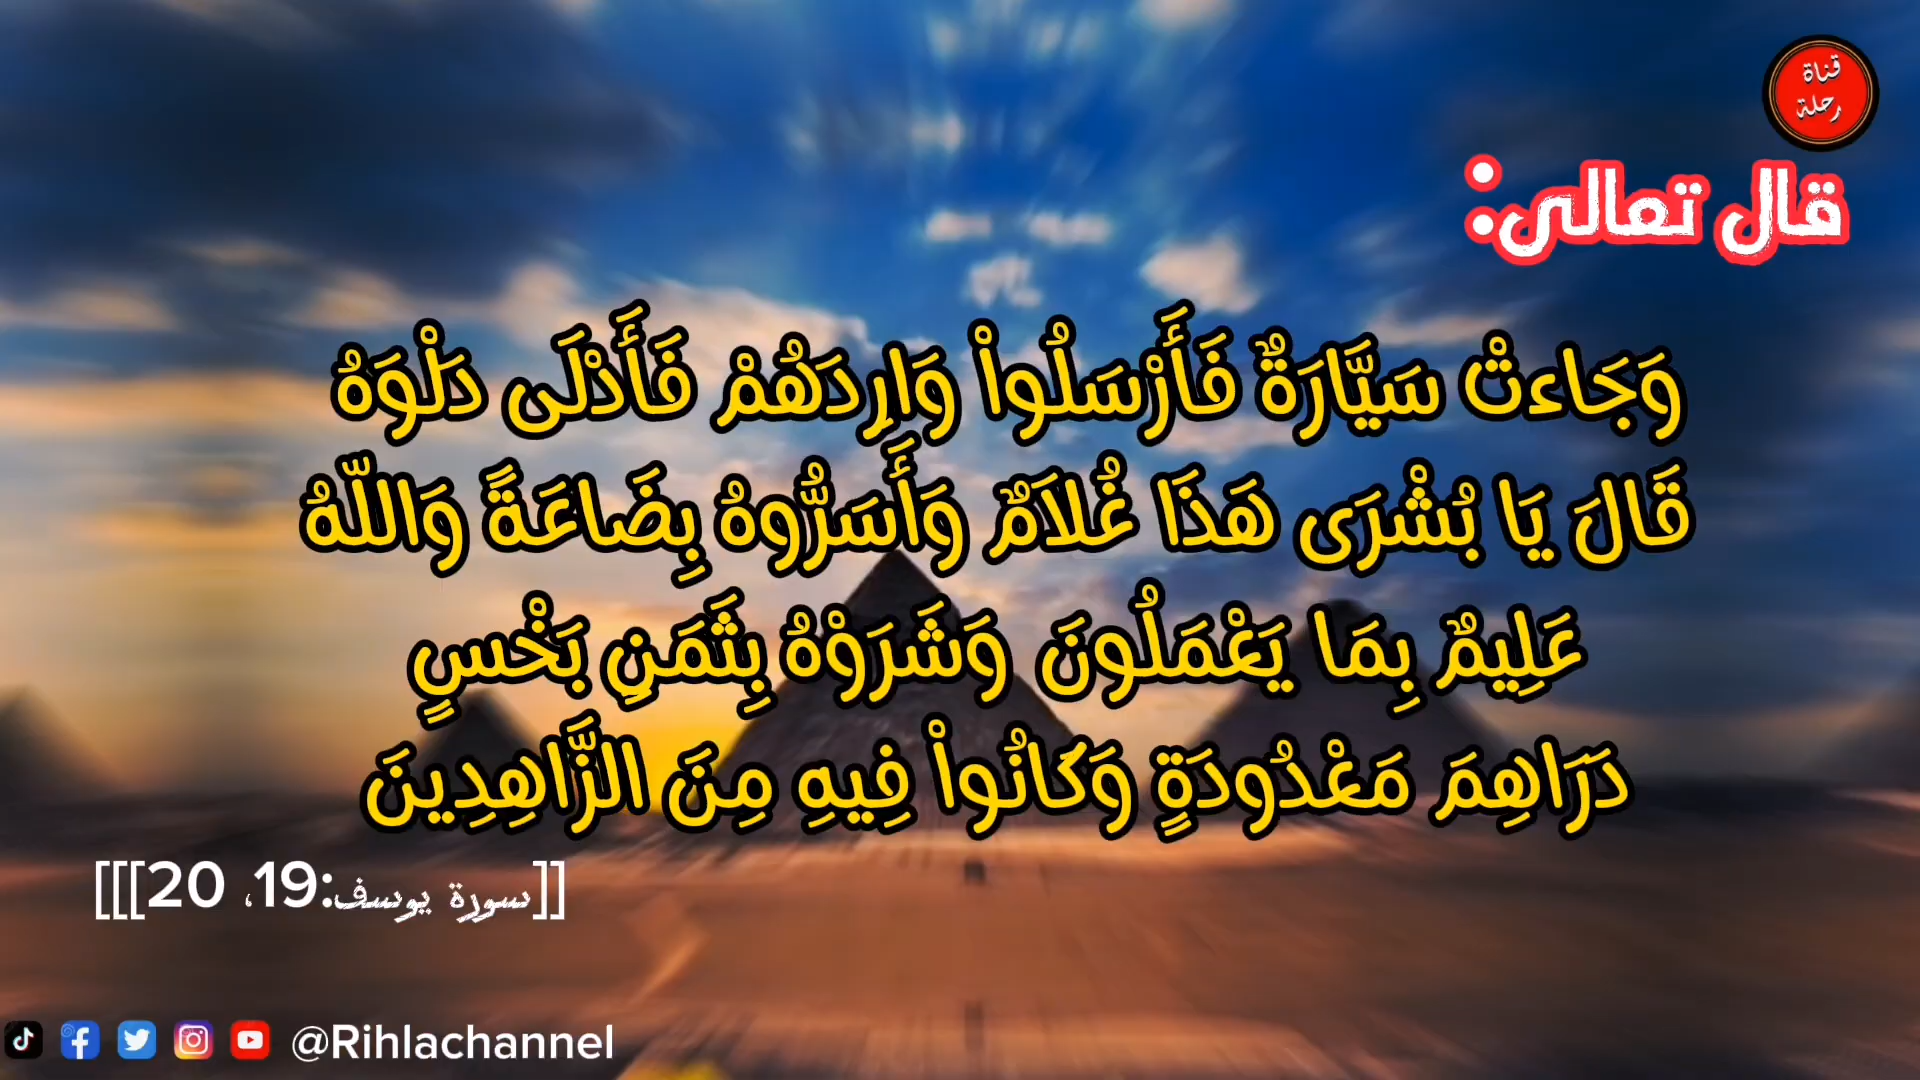 قناة
رحلة
قال تعالى:
وَجَاءتْ سَيَّارَةٌ فَأَرْسَلُواْ وَارِدَهُمْ فَأَدْلَى دَلْوَهُ
قَالَ يَا بُشْرَى هَذَا غُلاَمٌ وَأَسَرُّوهُ بِضَاعَةً وَاللّهُ
عَلِيمٌ بِمَا يَعْمَلُونَ وَشَرَوْهُ بِثَمَنٍ بَخْسٍ
دَرَاهِمَ مَعْدُودَةٍ وَكَانُواْ فِيهِ مِنَ الزَّاهِدِينَ
[[سورة يوسف:19، 20]]]
@Rihlachannel